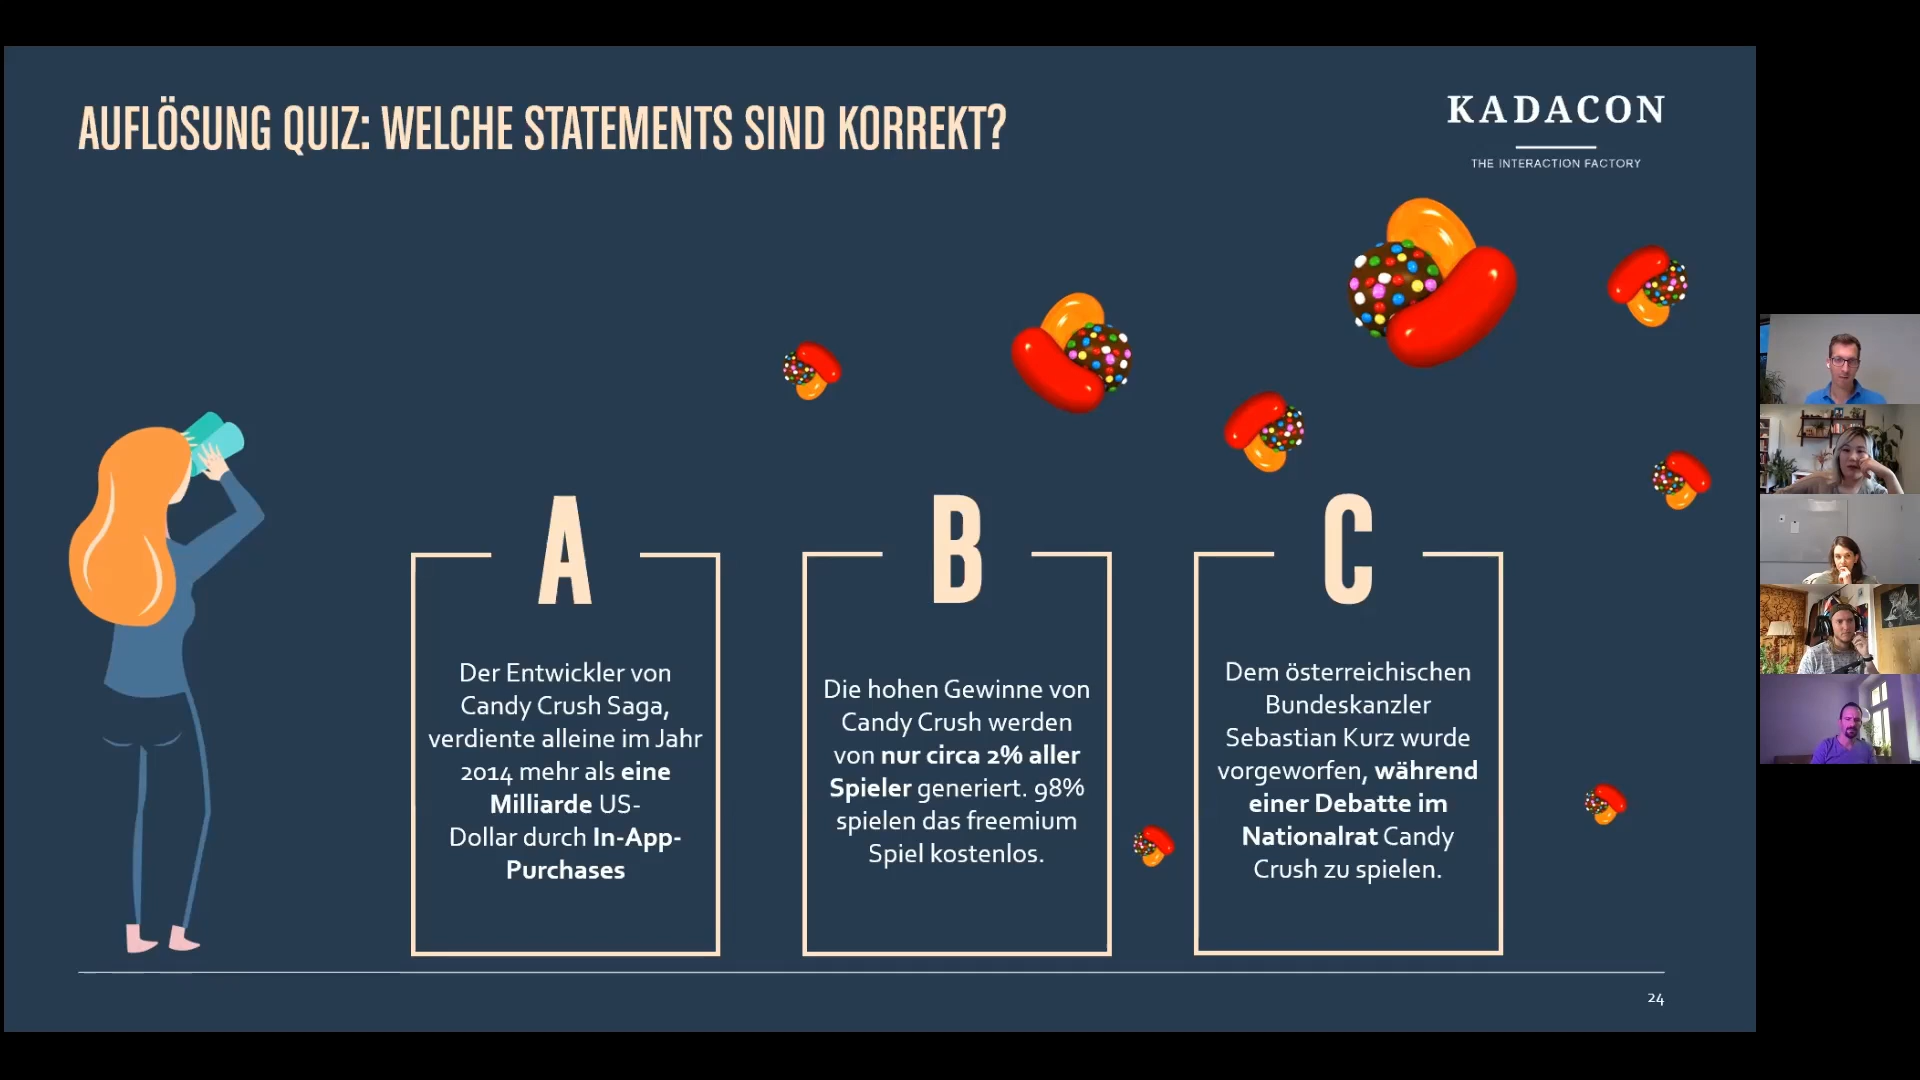 AUFLÖSUNG QUIZ: WELCHE STATEMENTS SIND KORREKT?
KADACON
THE INTERACTION FACTORY
A
Der Entwickler von
Candy Crush Saga,
verdiente alleine im Jahr
2014 mehr als eine
Milliarde US-
Dollar durch In-App-
Purchases
B
Die hohen Gewinne von
Candy Crush werden
von nur circa 2% aller
Spieler generiert. 98%
spielen das freemium
Spiel kostenlos.
C
Dem österreichischen
Bundeskanzler
Sebastian Kurz wurde
vorgeworfen, während
einer Debatte im
Nationalrat Candy
Crush zu spielen.
24